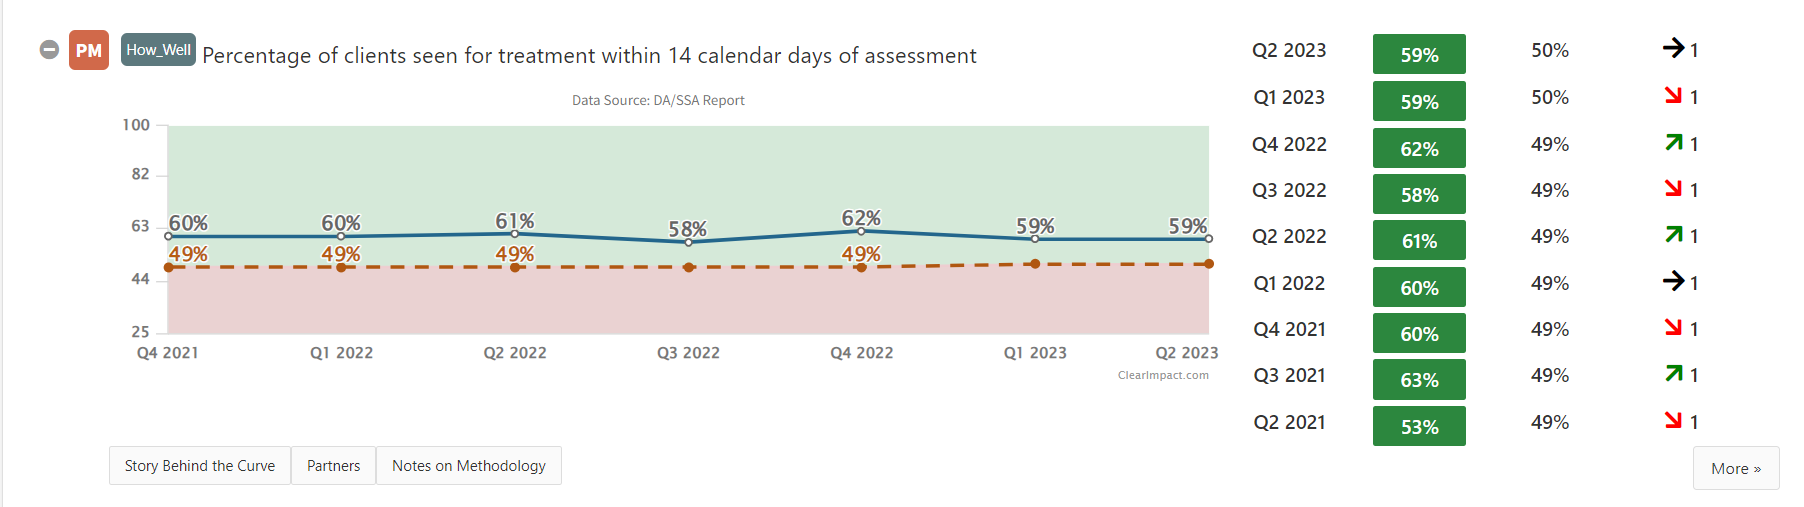 PM How_Well Percentage of clients seen for treatment within 14 calendar days of assessment
Data Source: DA/SSA Report
100
82
63
44
25
60% 60% 61% 58% 62% 59% 59%
49% 49% 49% 49%
Q4 2021 Q1 2022 Q2 2022 Q3 2022 Q4 2022 Q1 2023 Q2 2023
ClearImpact.com
Q2 2023 59% 50% 1
Q1 2023 59% 50% 1
Q4 2022 62% 49% 1
Q3 2022 58% 49% 1
Q2 2022 61% 49% 1
Q1 2022 60% 49% 1
Q4 2021 60% 49% 1
Q3 2021 63% 49% 1
Q2 2021 53% 49% 1
Story Behind the Curve Partners Notes on Methodology
More »